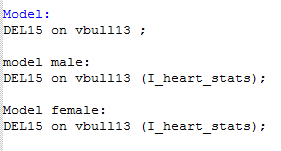 Model:
DEL15 on vbull13 ;
model male:
DEL15 on vbull13 (I_heart_stats);
Model female:
DEL15 on vbull13 (I_heart_stats);